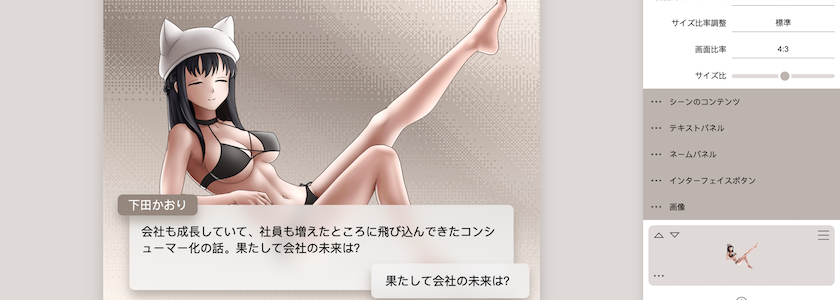 下田かおり
会社も成長していて、社員も増えたところに飛び込んできたコンシ
ューマー化の話。果たして会社の未来は?
果たして会社の未来は?
サイズ比率調整
標準
画面比率
4:3
サイズ比
シーンのコンテンツ
テキストパネル
ネームパネル
インターフェイスボタン
画像